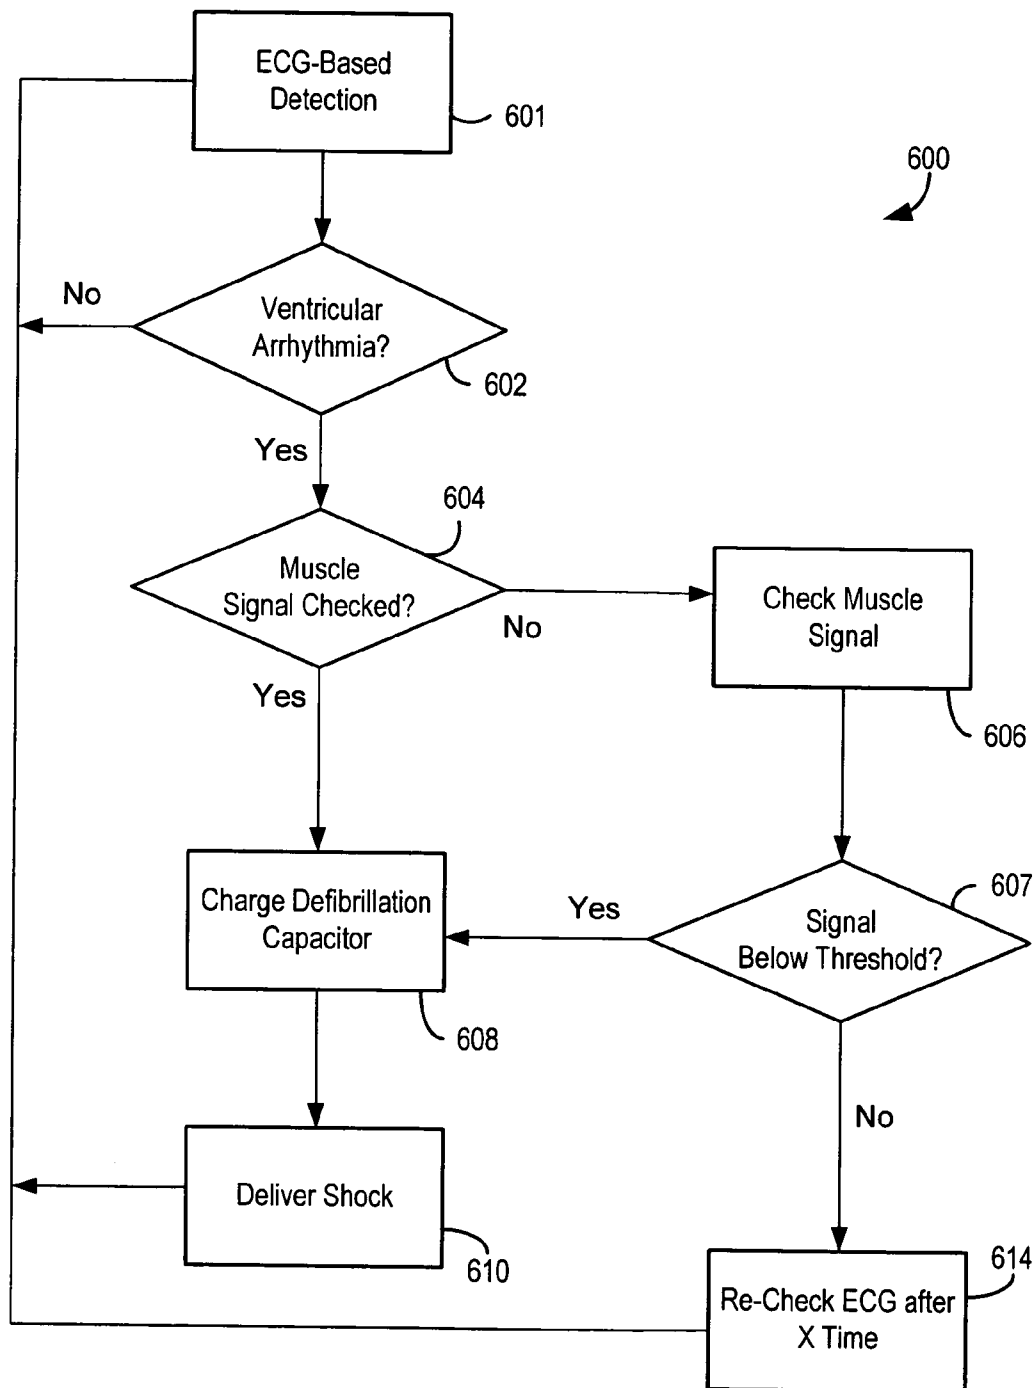 ECG-Based
Detection
601
600
No
Ventricular
Arrhythmia?
602
Yes
604
Muscle
Signal Checked?
No
Check Muscle
Signal
606
Yes
607
Charge Defibrillation
Capacitor
608
Yes
Signal
Below Threshold?
No
Deliver Shock
610
614
Re-Check ECG after
X Time